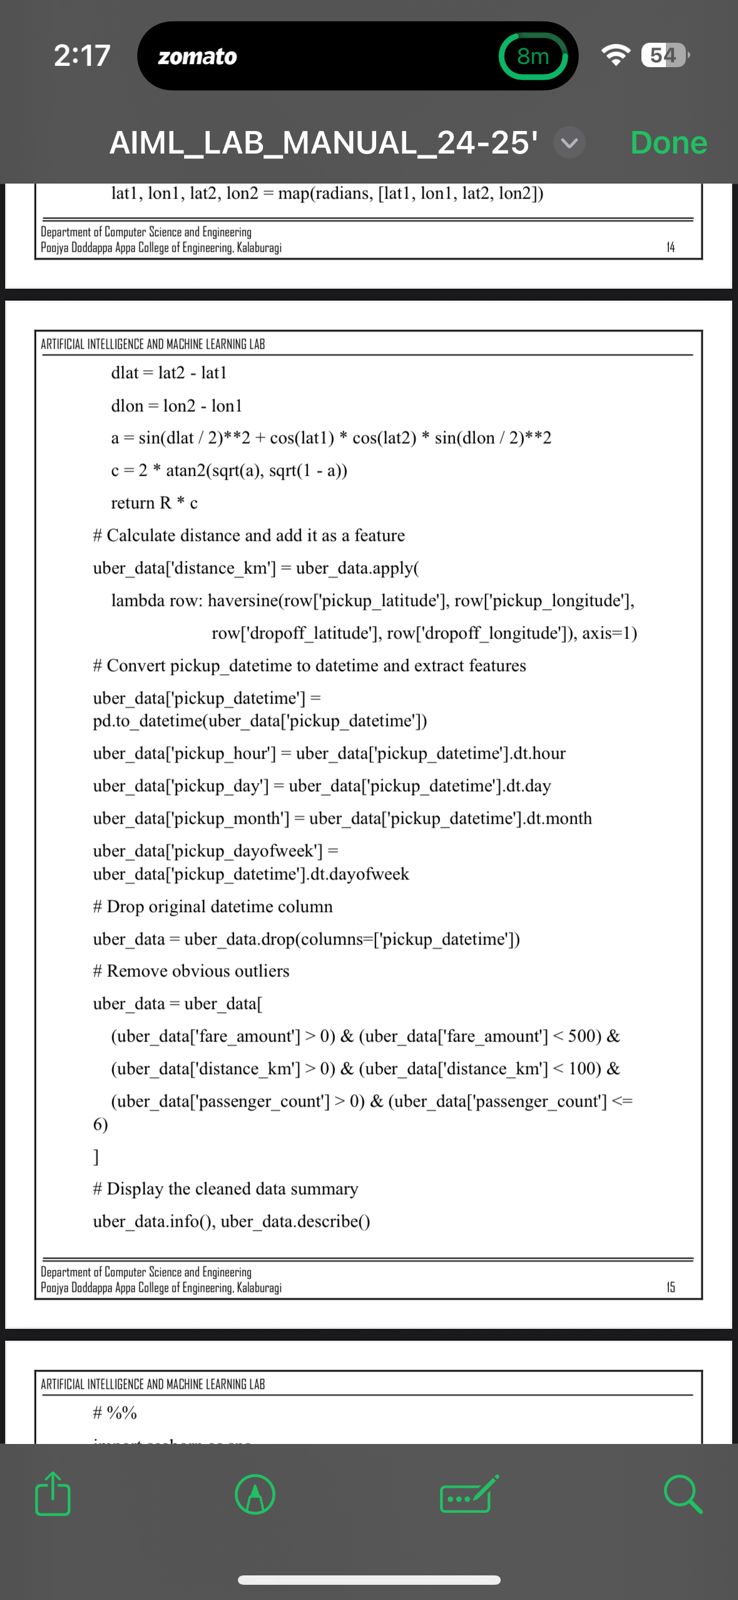 2:17
zomato
8m
54
AIML_LAB_MANUAL_24-25'
Done
lat1, lon1, lat2, lon2 = map(radians, [lat1, lon1, lat2, lon2])
Department of Computer Science and Engineering
Poojya Doddappa Appa College of Engineering, Kalaburagi
14
ARTIFICIAL INTELLIGENCE AND MACHINE LEARNING LAB
dlat = lat2 - lat1
dlon = lon2 - lon1
a = sin(dlat / 2)**2 + cos(lat1) * cos(lat2) * sin(dlon / 2)**2
c = 2 * atan2(sqrt(a), sqrt(1 - a))
return R * c
# Calculate distance and add it as a feature
uber_data['distance_km'] = uber_data.apply(
lambda row: haversine(row['pickup_latitude'], row['pickup_longitude'],
row['dropoff_latitude'], row['dropoff_longitude']), axis=1)
# Convert pickup_datetime to datetime and extract features
uber_data['pickup_datetime'] =
pd.to_datetime(uber_data['pickup_datetime'])
uber_data['pickup_hour'] = uber_data['pickup_datetime'].dt.hour
uber_data['pickup_day'] = uber_data['pickup_datetime'].dt.day
uber_data['pickup_month'] = uber_data['pickup_datetime'].dt.month
uber_data['pickup_dayofweek'] =
uber_data['pickup_datetime'].dt.dayofweek
# Drop original datetime column
uber_data = uber_data.drop(columns=['pickup_datetime'])
# Remove obvious outliers
uber_data = uber_data[
(uber_data['fare_amount'] > 0) & (uber_data['fare_amount'] < 500) &
(uber_data['distance_km'] > 0) & (uber_data['distance_km'] < 100) &
(uber_data['passenger_count'] > 0) & (uber_data['passenger_count'] <=
6)
]
# Display the cleaned data summary
uber_data.info(), uber_data.describe()
Department of Computer Science and Engineering
Poojya Doddappa Appa College of Engineering, Kalaburagi
15
ARTIFICIAL INTELLIGENCE AND MACHINE LEARNING LAB
# %%